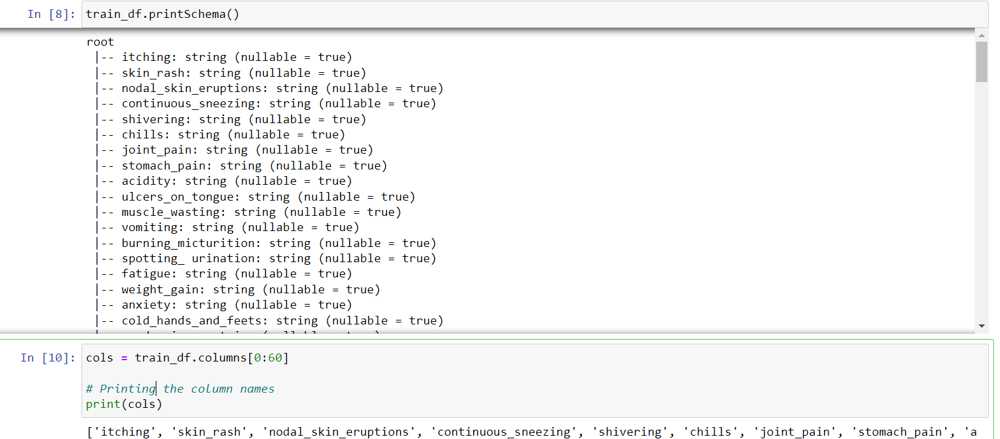 In [8]: train_df.printSchema()
root
|-- itching: string (nullable = true)
|-- skin_rash: string (nullable = true)
|-- nodal_skin_eruptions: string (nullable = true)
|-- continuous_sneezing: string (nullable = true)
|-- shivering: string (nullable = true)
|-- chills: string (nullable = true)
|-- joint_pain: string (nullable = true)
|-- stomach_pain: string (nullable = true)
|-- acidity: string (nullable = true)
|-- ulcers_on_tongue: string (nullable = true)
|-- muscle_wasting: string (nullable = true)
|-- vomiting: string (nullable = true)
|-- burning_micturition: string (nullable = true)
|-- spotting_ urination: string (nullable = true)
|-- fatigue: string (nullable = true)
|-- weight_gain: string (nullable = true)
|-- anxiety: string (nullable = true)
|-- cold_hands_and_feets: string (nullable = true)
In [10]: cols = train_df.columns[0:60]
# Printing the column names
print(cols)
['itching', 'skin_rash', 'nodal_skin_eruptions', 'continuous_sneezing', 'shivering', 'chills', 'joint_pain', 'stomach_pain', 'a